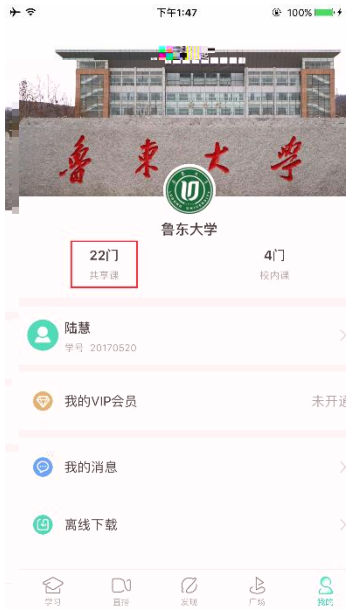 下午1:47
100%
鲁东大学
鲁东大学
22门
4门
共享课
校内课
陆慧
学号 20170520
我的VIP会员
未开通
我的消息
离线下载
学习
直播
发现
广场
我的